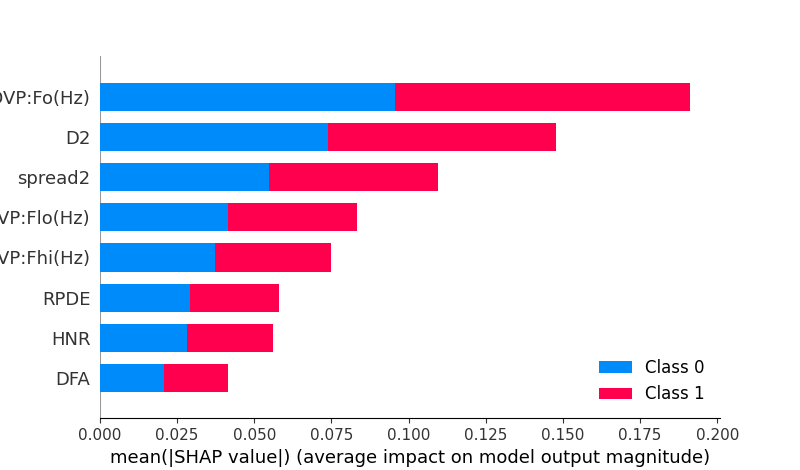 VP:Fo(Hz)
D2
spread2
VP:Flo(Hz)
VP:Fhi(Hz)
RPDE
HNR
DFA
Class 0
Class 1
0.000 0.025 0.050 0.075 0.100 0.125 0.150 0.175 0.200
mean(|SHAP value|) (average impact on model output magnitude)